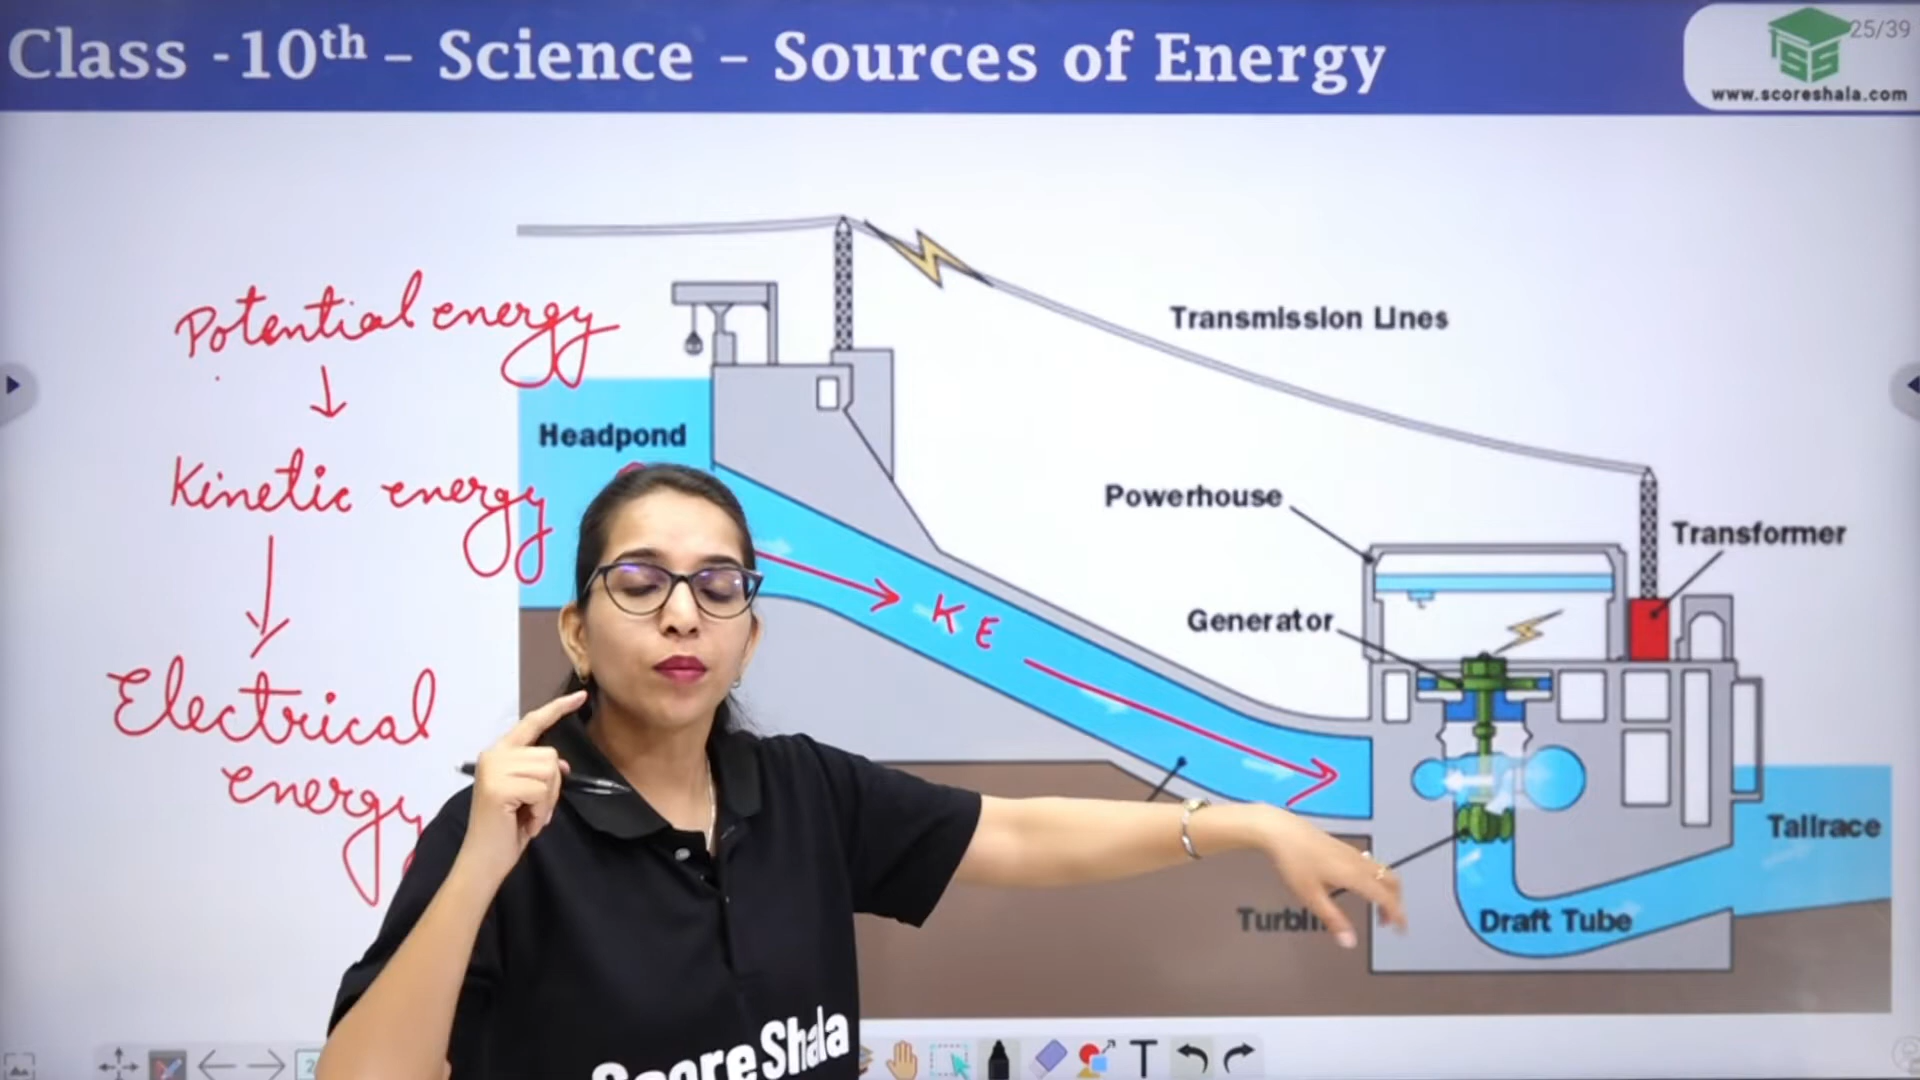 Class -10th - Science - Sources of Energy
25/39
SS
www.scoreshala.com
Transmission Lines
Potential energy
Headpond
Kinetic energy
Powerhouse
Transformer
Generator
K E
Electrical
energy
Tailrace
Draft Tube
ScoreShala
T